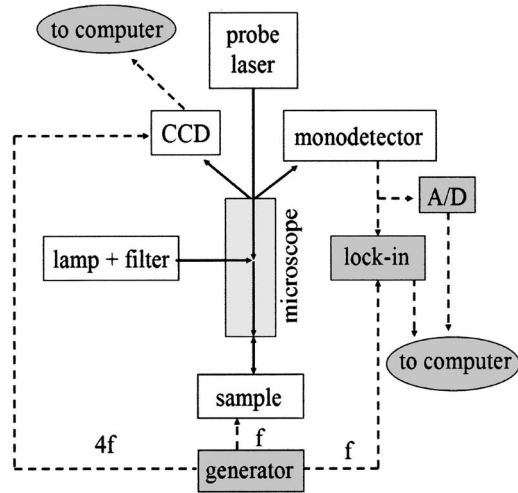 to computer
probe
laser
CCD
monodetector
A/D
lamp + filter
microscope
lock-in
to computer
sample
4f
f
f
generator